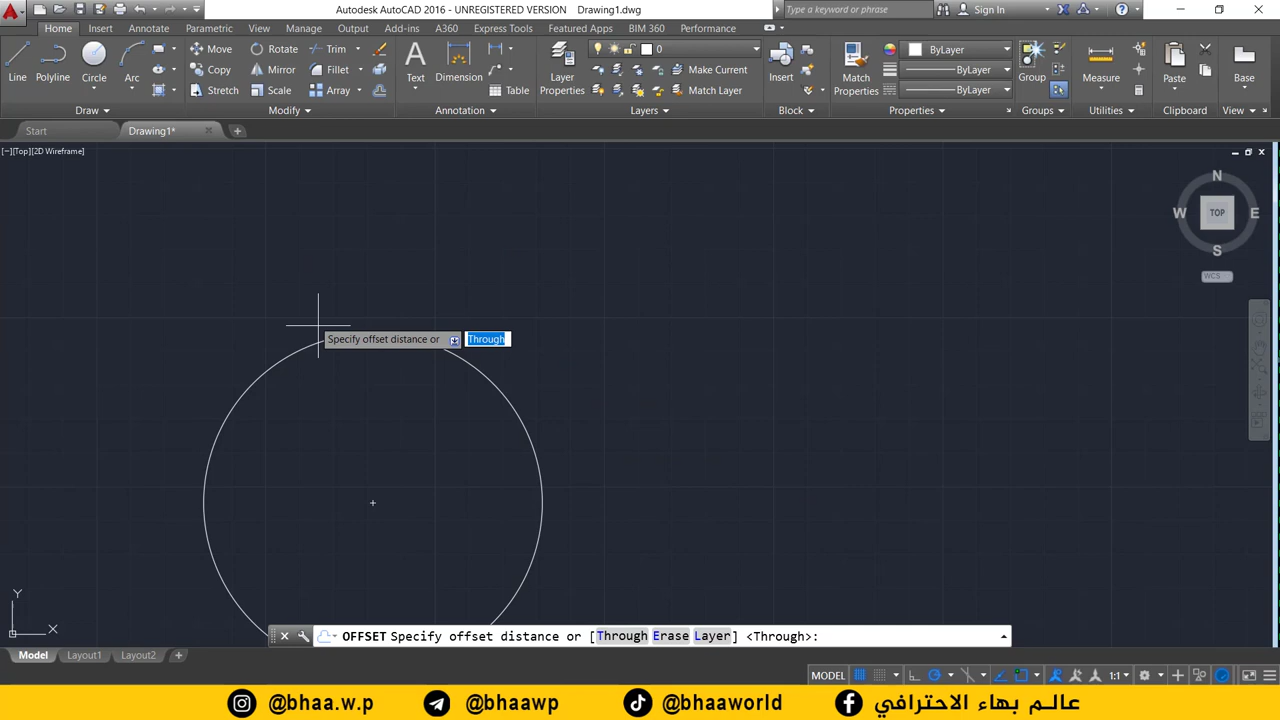 Autodesk AutoCAD 2016 - UNREGISTERED VERSION Drawing1.dwg
Type a keyword or phrase
Sign In
Home Insert Annotate Parametric View Manage Output Add-ins A360 Express Tools Featured Apps BIM 360 Performance
Line Polyline Circle Arc
Move Rotate Trim
Copy Mirror Fillet
Stretch Scale Array
Text Dimension Table
Layer Properties
0
Make Current
Match Layer
Insert
Match Properties
ByLayer
ByLayer
ByLayer
Group Measure Paste Base
Draw Modify Annotation Layers Block Properties Groups Utilities Clipboard View
Start Drawing1*
[−][Top][2D Wireframe]
N
W TOP E
S
WCS
Specify offset distance or Through
Y
X
OFFSET Specify offset distance or [Through Erase Layer] <Through>:
Model Layout1 Layout2
MODEL 1:1
@bhaa.w.p @bhaawp @bhaaworld عالم بهاء الاحترافي